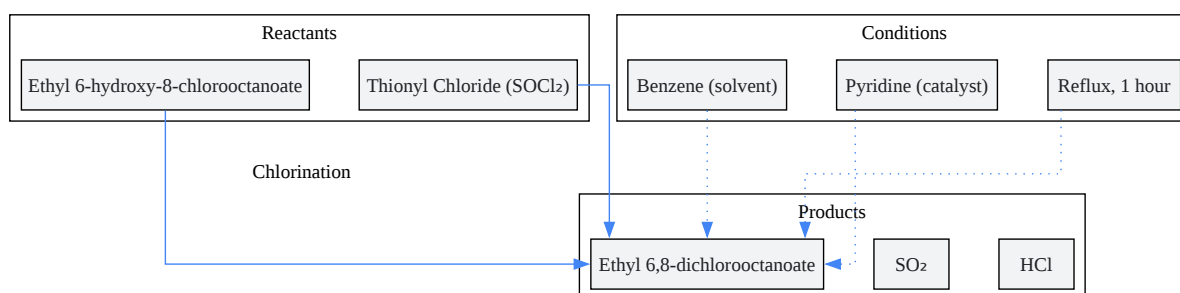 Reactants
Conditions
Ethyl 6-hydroxy-8-chlorooctanoate
Thionyl Chloride (SOCl₂)
Benzene (solvent)
Pyridine (catalyst)
Reflux, 1 hour
Chlorination
Products
Ethyl 6,8-dichlorooctanoate
SO₂
HCl